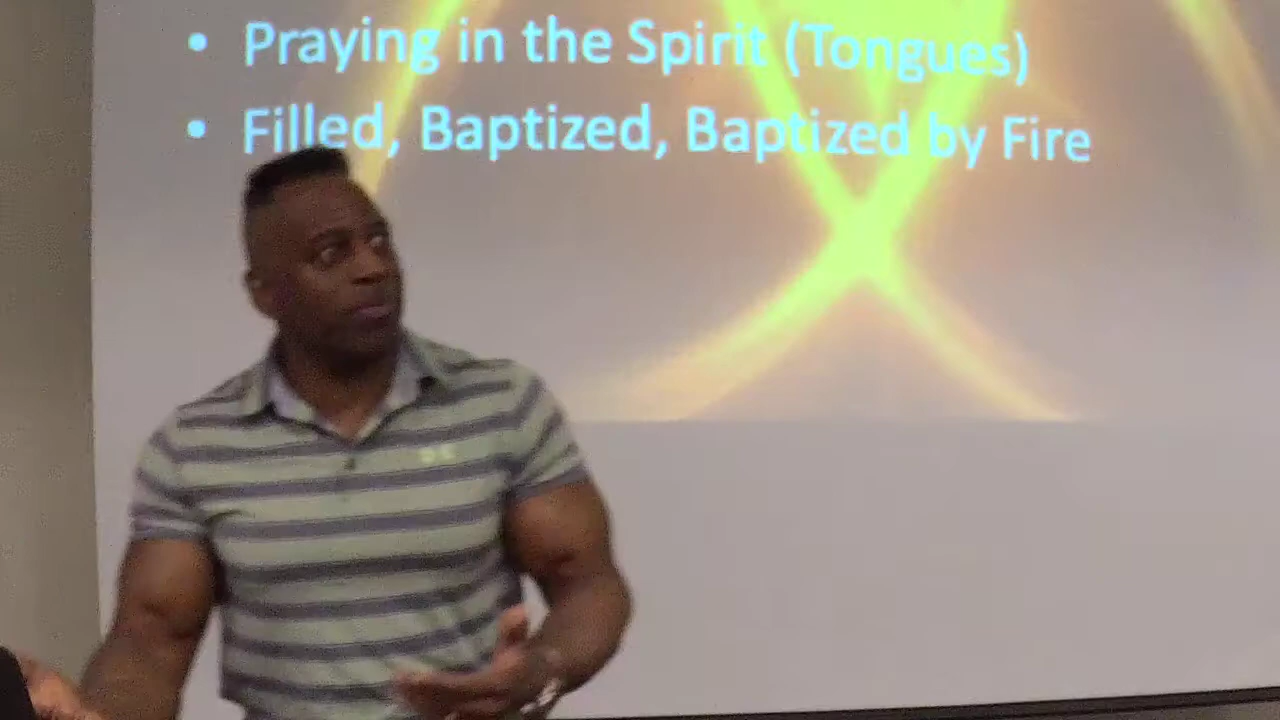 • Praying in the Spirit (Tongues)
• Filled, Baptized, Baptized by Fire